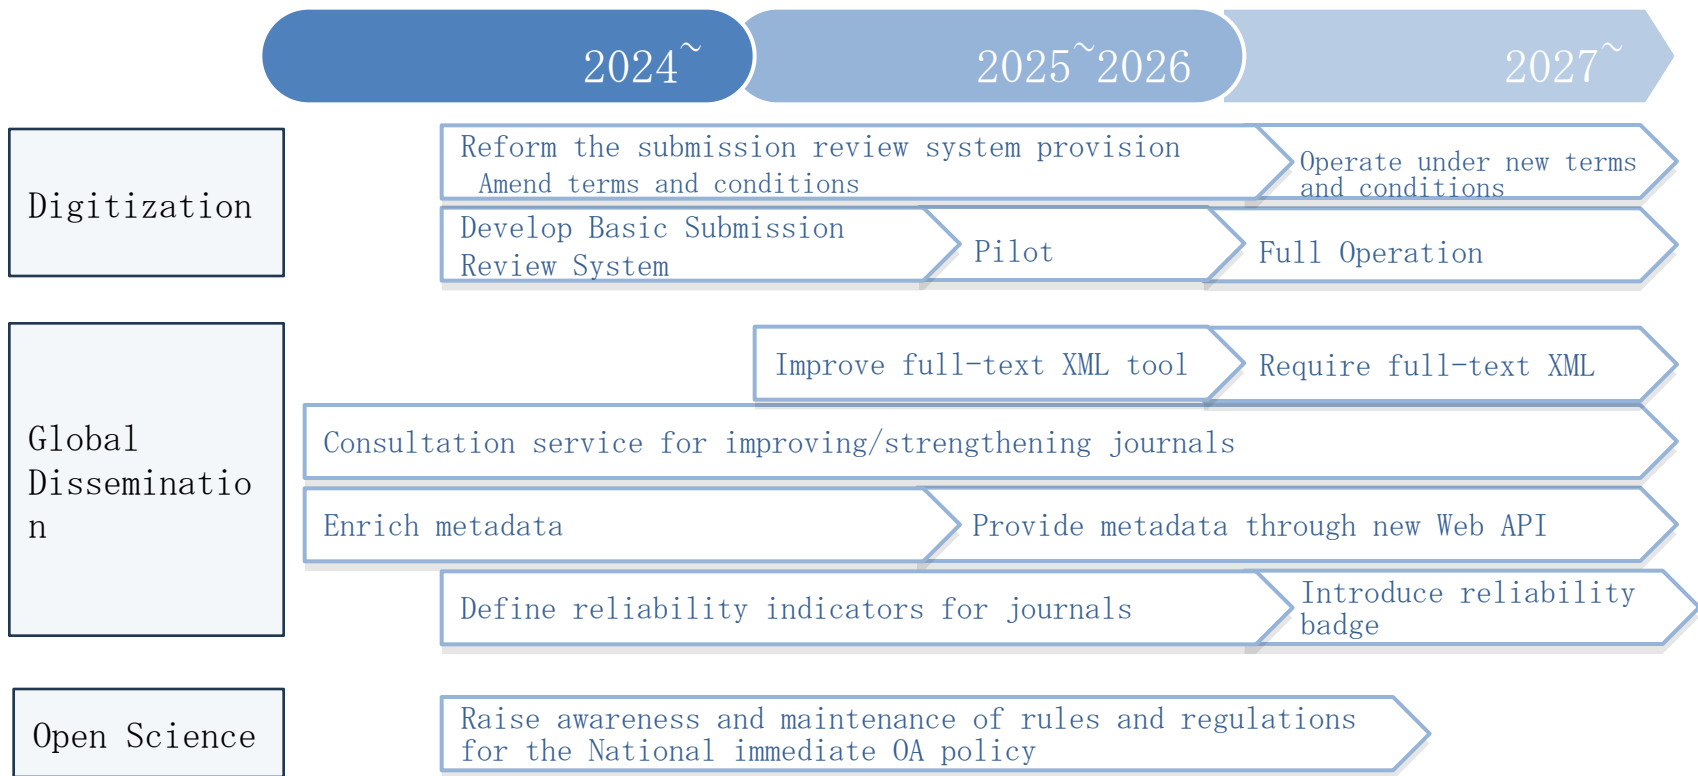 2024~
2025~2026
2027~
Digitization
Reform the submission review system provision
Amend terms and conditions
Operate under new terms
and conditions
Develop Basic Submission
Review System
Pilot
Full Operation
Global
Disseminatio
n
Improve full-text XML tool
Require full-text XML
Consultation service for improving/strengthening journals
Enrich metadata
Provide metadata through new Web API
Define reliability indicators for journals
Introduce reliability
badge
Open Science
Raise awareness and maintenance of rules and regulations
for the National immediate OA policy